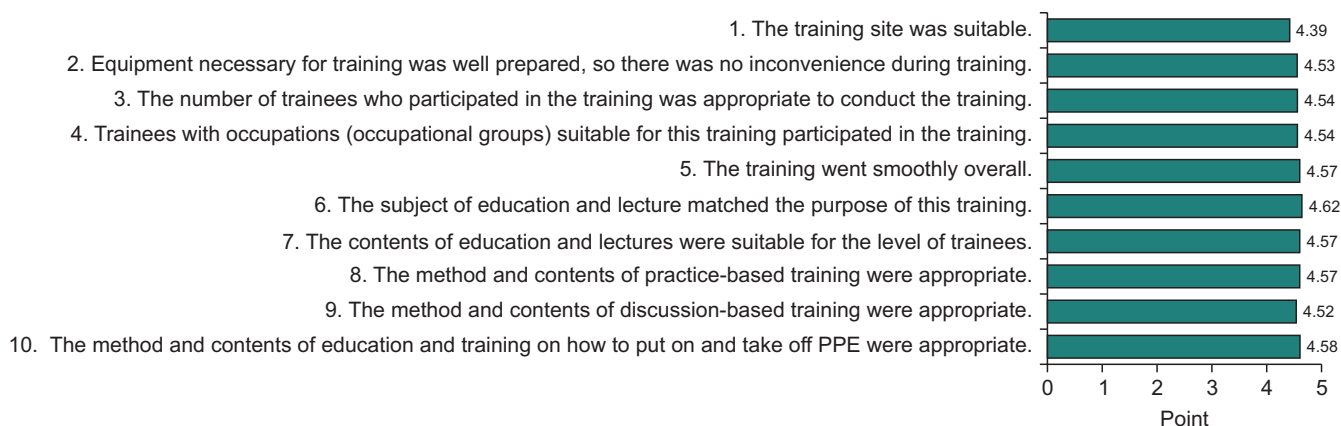 1. The training site was suitable. 4.39
2. Equipment necessary for training was well prepared, so there was no inconvenience during training. 4.53
3. The number of trainees who participated in the training was appropriate to conduct the training. 4.54
4. Trainees with occupations (occupational groups) suitable for this training participated in the training. 4.54
5. The training went smoothly overall. 4.57
6. The subject of education and lecture matched the purpose of this training. 4.62
7. The contents of education and lectures were suitable for the level of trainees. 4.57
8. The method and contents of practice-based training were appropriate. 4.57
9. The method and contents of discussion-based training were appropriate. 4.52
10. The method and contents of education and training on how to put on and take off PPE were appropriate. 4.58
0 1 2 3 4 5
Point